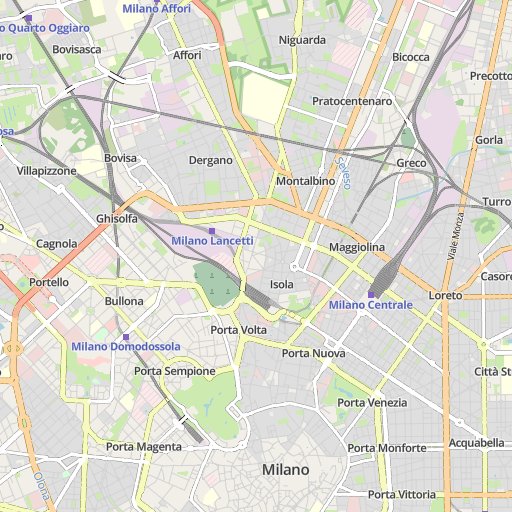 Milano Affori
o Quarto Oggiaro
Bovisasca
Niguarda
Affori
Bicocca
Precotto
Pratocentenaro
osa
Gorla
Bovisa
Dergano
Greco
Villapizzone
Seveso
Montalbino
Turro
Ghisolfa
Viale Monza
Cagnola
Milano Lancetti
Maggiolina
Casore
Portello
Isola
Bullona
Milano Centrale
Loreto
Porta Volta
Milano Domodossola
Porta Nuova
Porta Sempione
Città St
Porta Venezia
Porta Magenta
Porta Monforte
Acquabella
Milano
Olona
Porta Vittoria